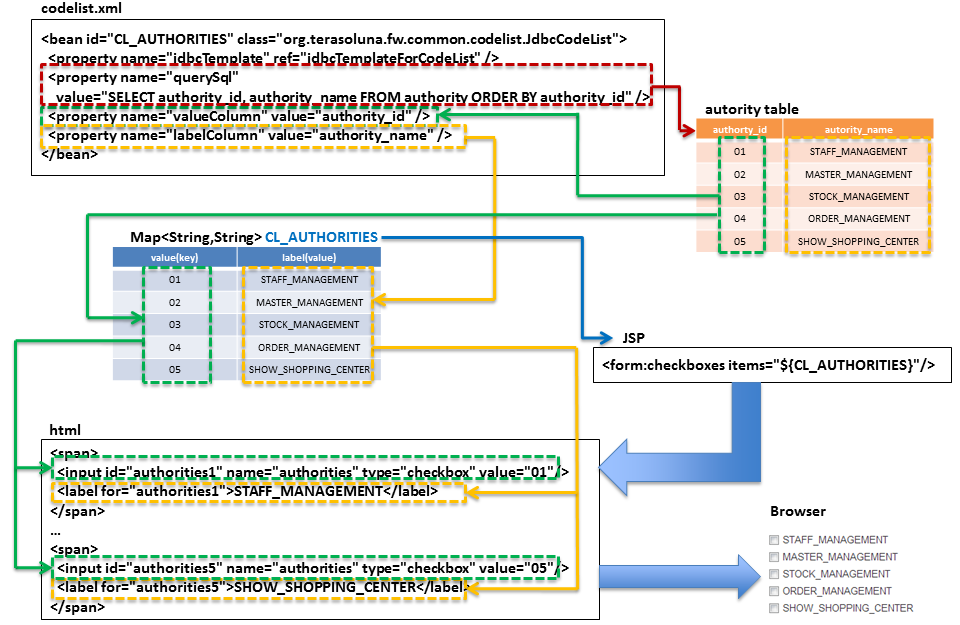 codelist.xml
<bean id="CL_AUTHORITIES" class="org.terasoluna.fw.common.codelist.JdbcCodeList">
<property name="jdbcTemplate" ref="jdbcTemplateForCodeList" />
<property name="querySql"
value="SELECT authority_id, authority_name FROM authority ORDER BY authority_id" />
<property name="valueColumn" value="authority_id" />
<property name="labelColumn" value="authority_name" />
</bean>
autority table
authorty_id autority_name
01 STAFF_MANAGEMENT
02 MASTER_MANAGEMENT
03 STOCK_MANAGEMENT
04 ORDER_MANAGEMENT
05 SHOW_SHOPPING_CENTER
Map<String,String> CL_AUTHORITIES
value(key) label(value)
01 STAFF_MANAGEMENT
02 MASTER_MANAGEMENT
03 STOCK_MANAGEMENT
04 ORDER_MANAGEMENT
05 SHOW_SHOPPING_CENTER
JSP
<form:checkboxes items="${CL_AUTHORITIES}"/>
html
<span>
<input id="authorities1" name="authorities" type="checkbox" value="01"/>
<label for="authorities1">STAFF_MANAGEMENT</label>
</span>
...
<span>
<input id="authorities5" name="authorities" type="checkbox" value="05"/>
<label for="authorities5">SHOW_SHOPPING_CENTER</label>
</span>
Browser
STAFF_MANAGEMENT
MASTER_MANAGEMENT
STOCK_MANAGEMENT
ORDER_MANAGEMENT
SHOW_SHOPPING_CENTER